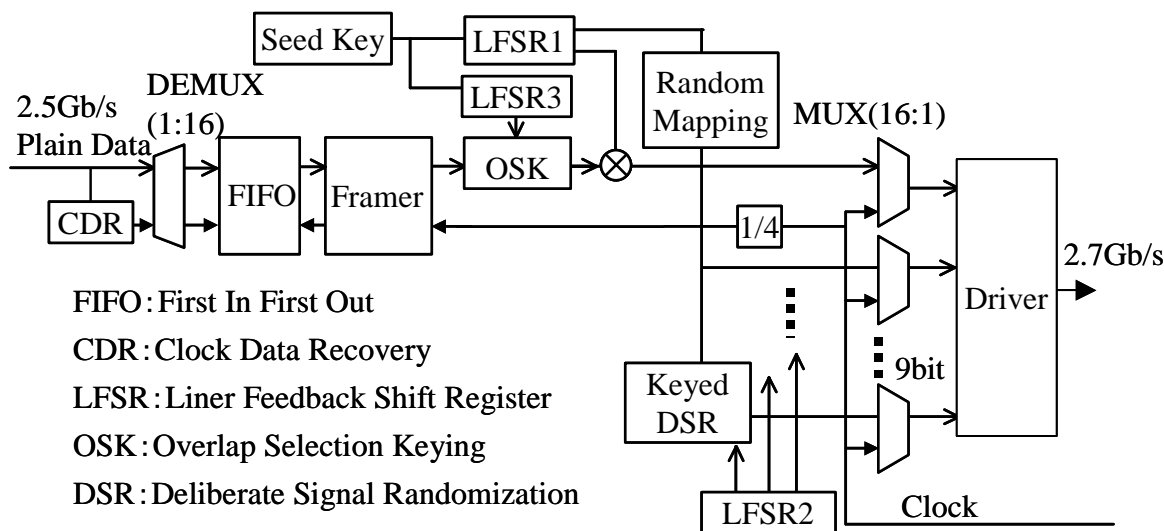 Seed Key
LFSR1
LFSR3
Random
Mapping
2.5Gb/s
Plain Data
DEMUX
(1:16)
MUX(16:1)
CDR
FIFO
Framer
OSK
1/4
Driver
2.7Gb/s
9bit
Keyed
DSR
LFSR2
Clock
FIFO:First In First Out
CDR:Clock Data Recovery
LFSR:Liner Feedback Shift Register
OSK:Overlap Selection Keying
DSR:Deliberate Signal Randomization